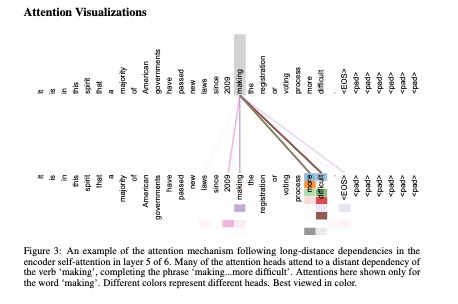 Attention Visualizations
It is in this spirit that a majority of American governments have passed new laws since 2009 making the registration or voting process more difficult . <EOS> <pad> <pad> <pad> <pad> <pad> <pad>
It is in this spirit that a majority of American governments have passed new laws since 2009 making the registration or voting process more difficult . <EOS> <pad> <pad> <pad> <pad> <pad> <pad>
Figure 3: An example of the attention mechanism following long-distance dependencies in the
encoder self-attention in layer 5 of 6. Many of the attention heads attend to a distant dependency of
the verb ‘making’, completing the phrase ‘making...more difficult’. Attentions here shown only for
the word ‘making’. Different colors represent different heads. Best viewed in color.